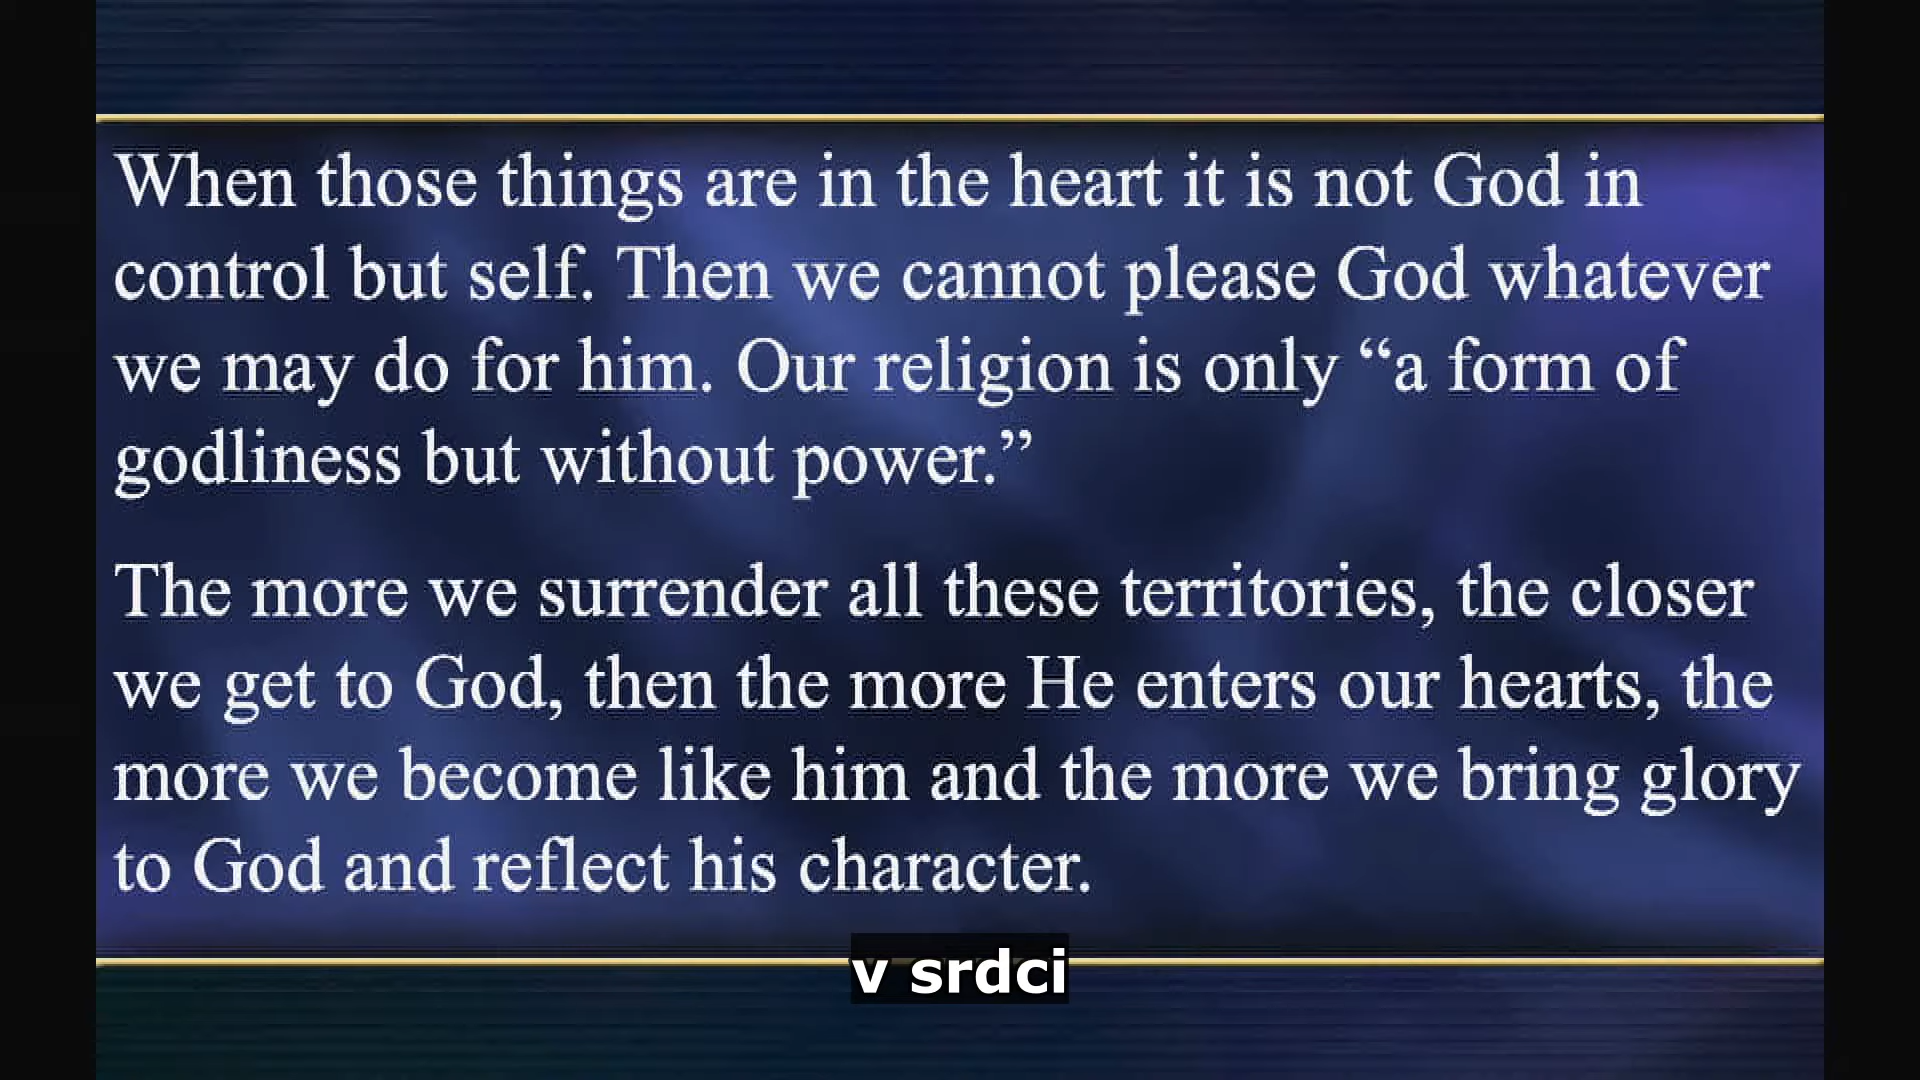 When those things are in the heart it is not God in
control but self. Then we cannot please God whatever
we may do for him. Our religion is only “a form of
godliness but without power.”
The more we surrender all these territories, the closer
we get to God, then the more He enters our hearts, the
more we become like him and the more we bring glory
to God and reflect his character.
v srdci